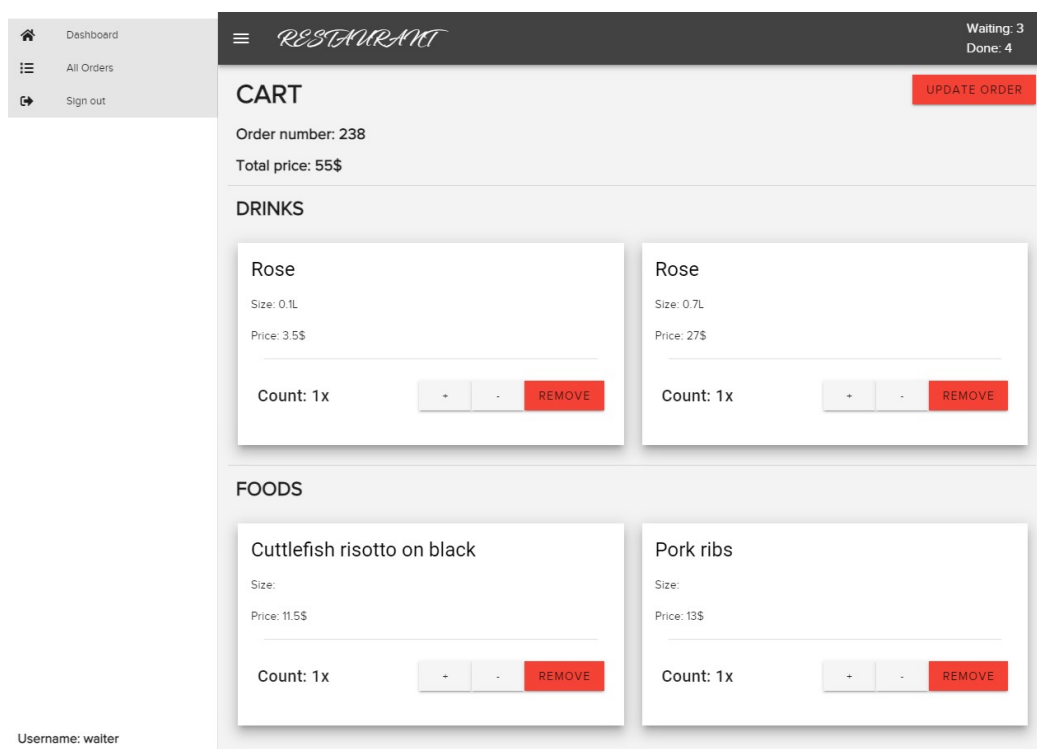 Dashboard
All Orders
Sign out
RESTAURANT
Waiting: 3
Done: 4
CART
UPDATE ORDER
Order number: 238
Total price: 55$
DRINKS
Rose
Size: 0.1L
Price: 3.5$
Count: 1x + - REMOVE
Rose
Size: 0.7L
Price: 27$
Count: 1x + - REMOVE
FOODS
Cuttlefish risotto on black
Size:
Price: 11.5$
Count: 1x + - REMOVE
Pork ribs
Size:
Price: 13$
Count: 1x + - REMOVE
Username: waiter